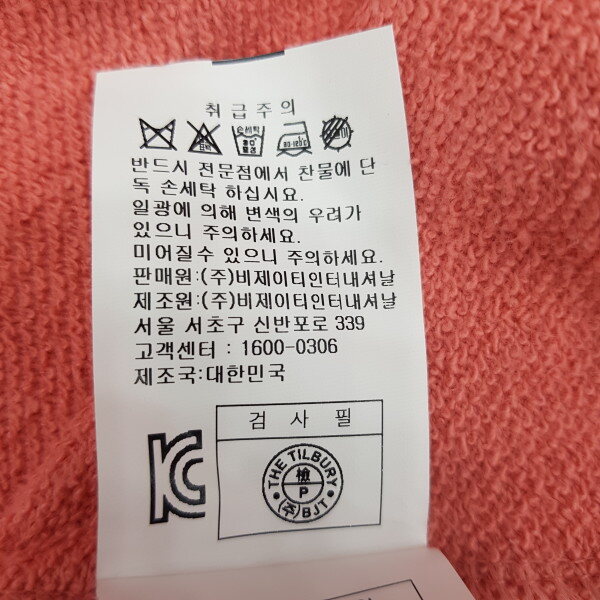 취급주의
손세탁
80-120℃
반드시 전문점에서 찬물에 단
독 손세탁 하십시요.
일광에 의해 변색의 우려가
있으니 주의하세요.
미어질수 있으니 주의하세요.
판매원:(주)비제이티인터내셔날
제조원:(주)비제이티인터내셔날
서울 서초구 신반포로 339
고객센터 : 1600-0306
제조국:대한민국
검사필
THE TILBURY
檢
P
(주)BJT